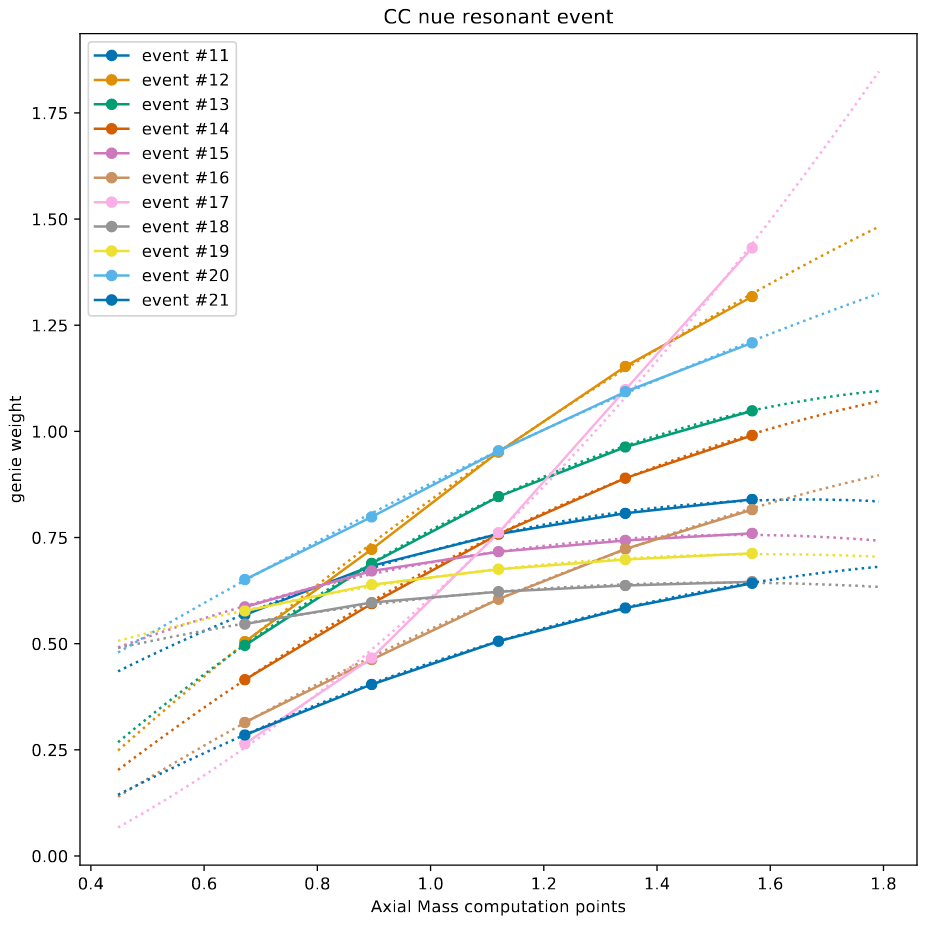 CC nue resonant event
event #11
event #12
event #13
event #14
event #15
event #16
event #17
event #18
event #19
event #20
event #21
genie weight
1.75
1.50
1.25
1.00
0.75
0.50
0.25
0.00
0.4 0.6 0.8 1.0 1.2 1.4 1.6 1.8
Axial Mass computation points